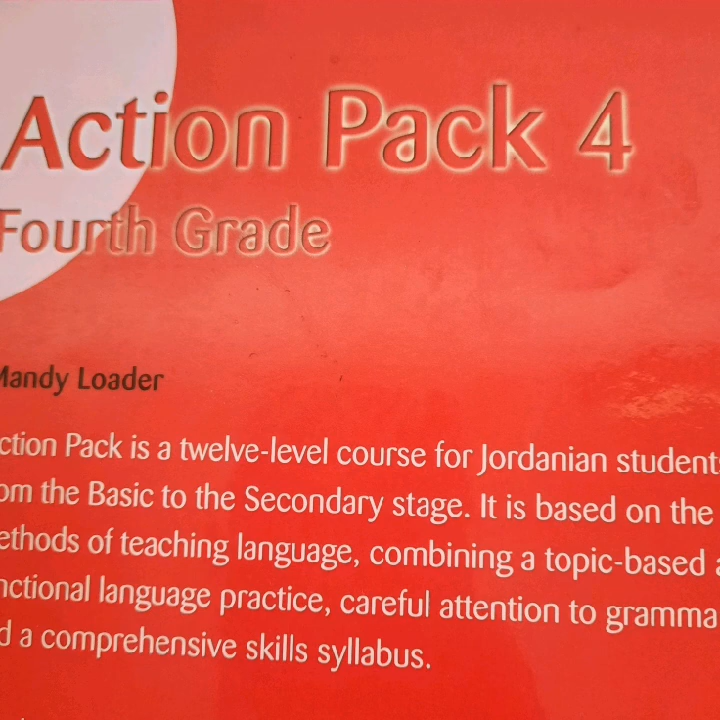 Action Pack 4
Fourth Grade
Mandy Loader
ction Pack is a twelve-level course for Jordanian students
om the Basic to the Secondary stage. It is based on the
ethods of teaching language, combining a topic-based a
nctional language practice, careful attention to gramma
d a comprehensive skills syllabus.